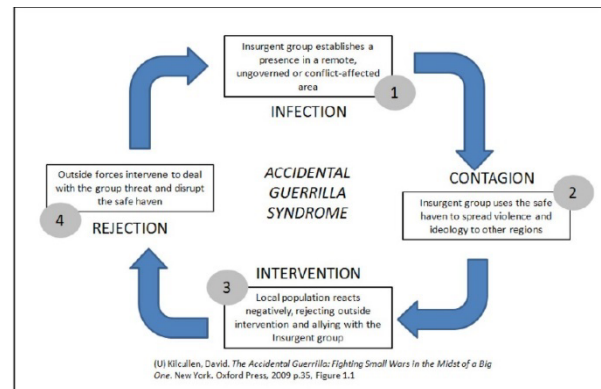 Insurgent group establishes a
presence in a remote,
ungoverned or conflict-affected
area
1
INFECTION
CONTAGION
2
Insurgent group uses the safe
haven to spread violence and
ideology to other regions
ACCIDENTAL
GUERRILLA
SYNDROME
INTERVENTION
3
Local population reacts
negatively, rejecting outside
intervention and allying with the
Insurgent group
Outside forces intervene to deal
with the group threat and disrupt
the safe haven
4
REJECTION
(U) Kilcullen, David. The Accidental Guerrilla: Fighting Small Wars in the Midst of a Big
One. New York, Oxford Press, 2009 p.35, Figure 1.1